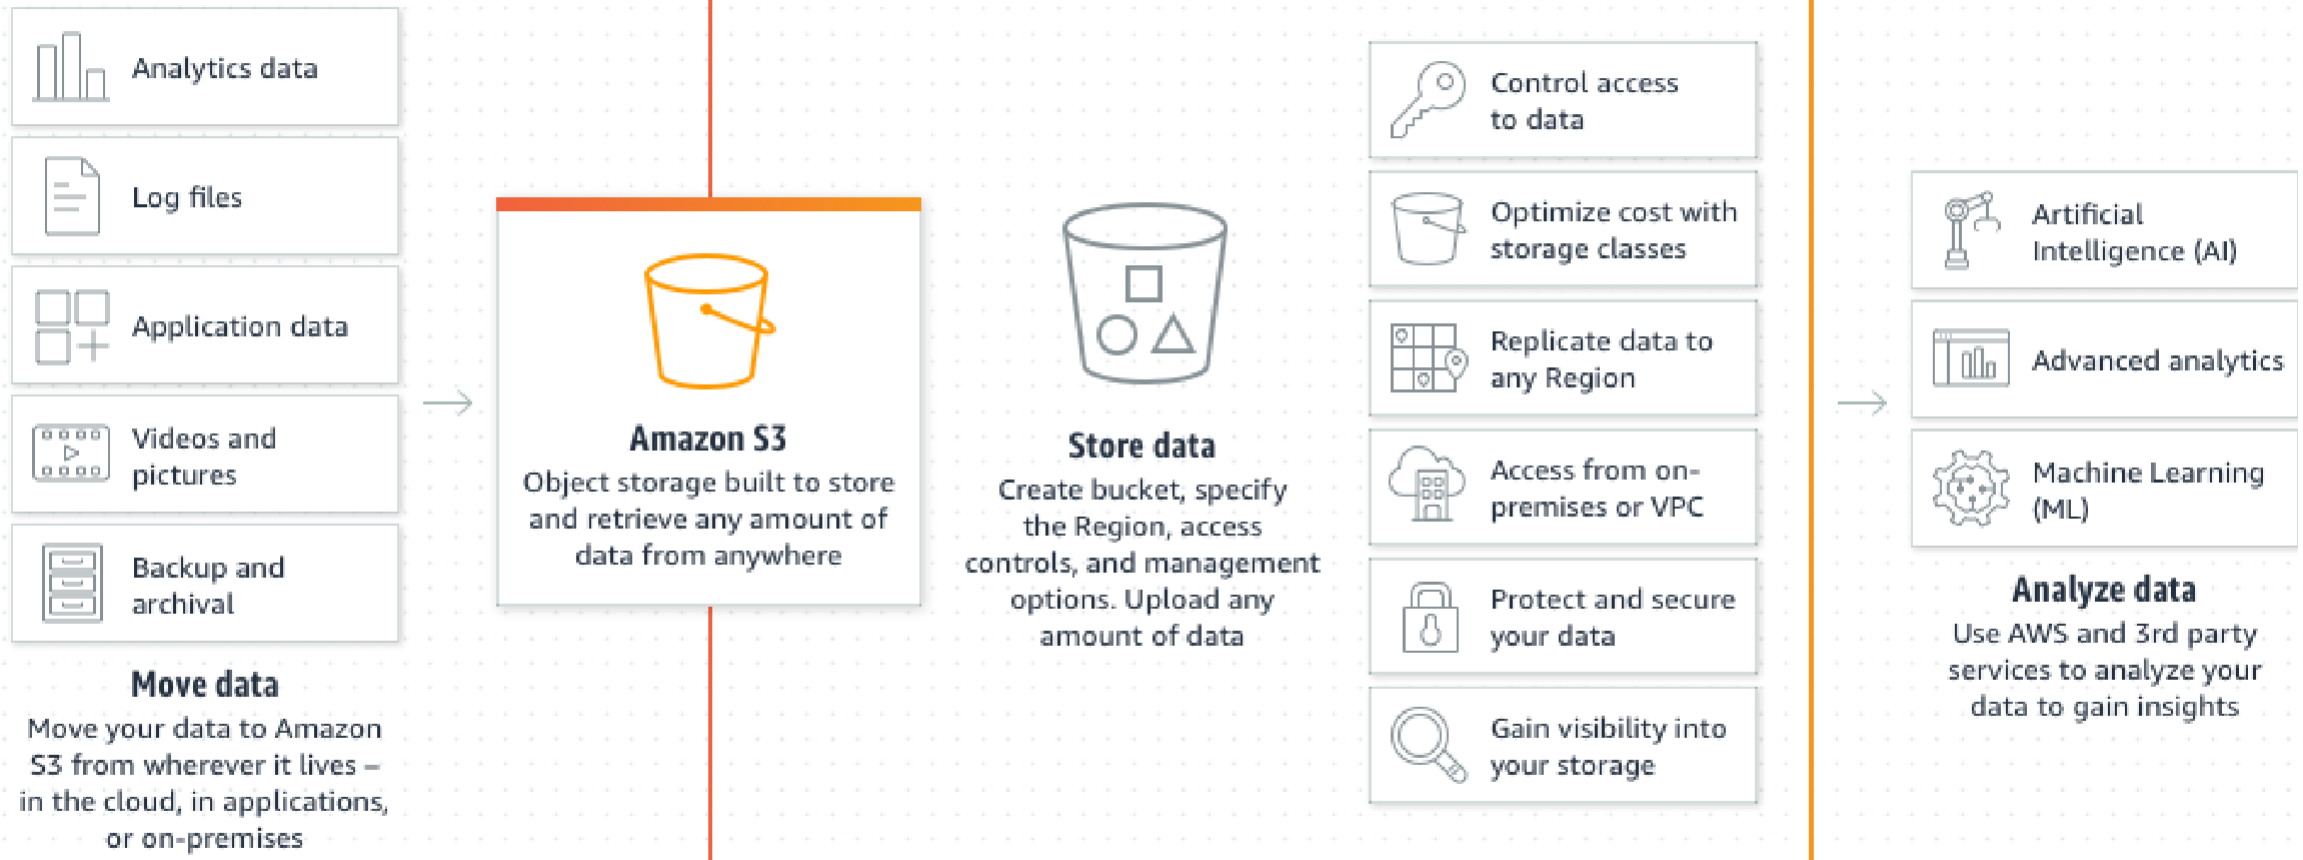 Analytics data
Log files
Application data
Videos and
pictures
Backup and
archival
Move data
Move your data to Amazon
S3 from wherever it lives –
in the cloud, in applications,
or on-premises
Amazon S3
Object storage built to store
and retrieve any amount of
data from anywhere
Store data
Create bucket, specify
the Region, access
controls, and management
options. Upload any
amount of data
Control access
to data
Optimize cost with
storage classes
Replicate data to
any Region
Access from on-
premises or VPC
Protect and secure
your data
Gain visibility into
your storage
Artificial
Intelligence (AI)
Advanced analytics
Machine Learning
(ML)
Analyze data
Use AWS and 3rd party
services to analyze your
data to gain insights